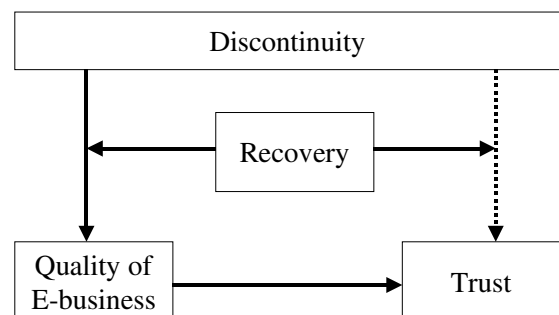 Discontinuity
Recovery
Quality of
E-business
Trust